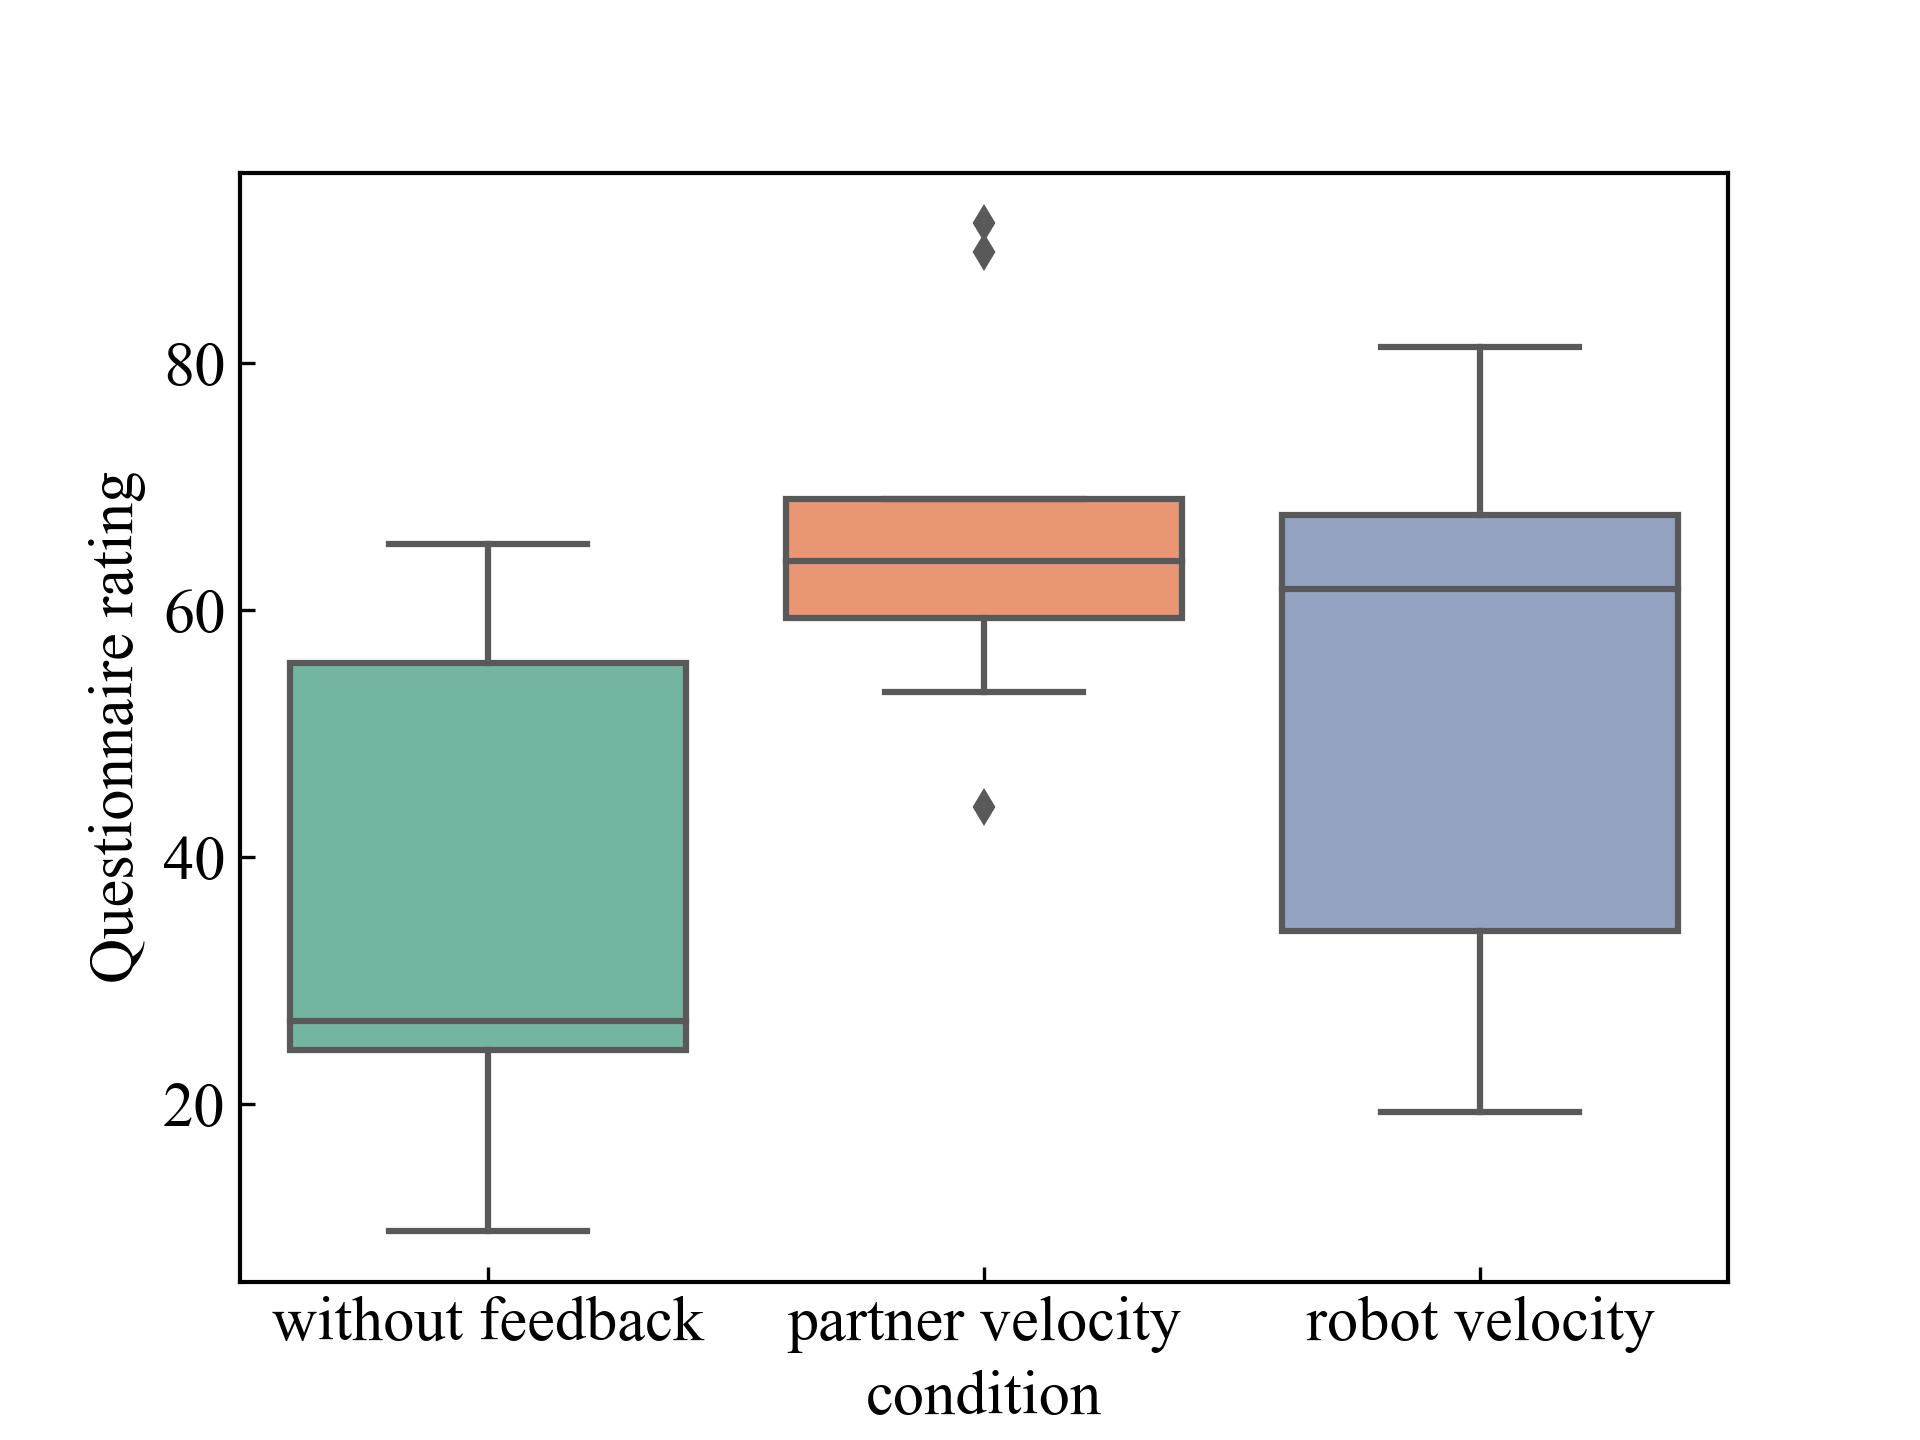 Questionnaire rating
80
60
40
20
without feedback
partner velocity
robot velocity
condition